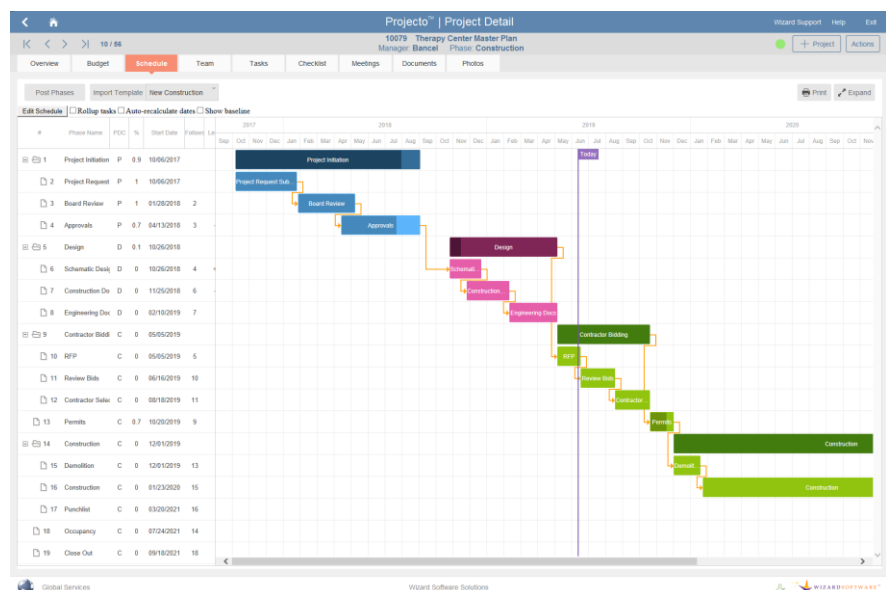 Projecto™ | Project Detail
Wizard Support Help Exit
10 / 56
10079 Therapy Center Master Plan
Manager: Bancel Phase: Construction
+ Project Actions
Overview Budget Schedule Team Tasks Checklist Meetings Documents Photos
Post Phases Import Template New Construction
Print Expand
Edit Schedule Rollup tasks Auto-recalculate dates Show baseline
2017 2018 2019 2020
# Phase Name PDC % Start Date Follows
Sep Oct Nov Dec Jan Feb Mar Apr May Jun Jul Aug Sep Oct Nov Dec Jan Feb Mar Apr May Jun Jul Aug Sep Oct Nov Dec Jan Feb Mar Apr May Jun Jul Aug Sep Oct Nov
Today
1 Project Initiation P 0.9 10/06/2017 Project Initiation
2 Project Request P 1 10/06/2017 Project Request Sub...
3 Board Review P 1 01/28/2018 2 Board Review
4 Approvals P 0.7 04/13/2018 3 Approvals
5 Design D 0.1 10/26/2018 Design
6 Schematic Desig D 0 10/26/2018 4 Schemati...
7 Construction Do D 0 11/25/2018 6 Construction...
8 Engineering Doc D 0 02/10/2019 7 Engineering Docs
9 Contractor Biddi C 0 05/05/2019 Contractor Bidding
10 RFP C 0 05/05/2019 5 RFP
11 Review Bids C 0 06/16/2019 10 Review Bids
12 Contractor Selec C 0 08/18/2019 11 Contractor...
13 Permits C 0.7 10/20/2019 9 Permits
14 Construction C 0 12/01/2019 Construction
15 Demolition C 0 12/01/2019 13 Demolit...
16 Construction C 0 01/23/2020 15 Construction
17 Punchlist C 0 03/20/2021 16
18 Occupancy C 0 07/24/2021 14
19 Close Out C 0 09/18/2021 18
Global Services
Wizard Software Solutions
WIZARDSOFTWARE